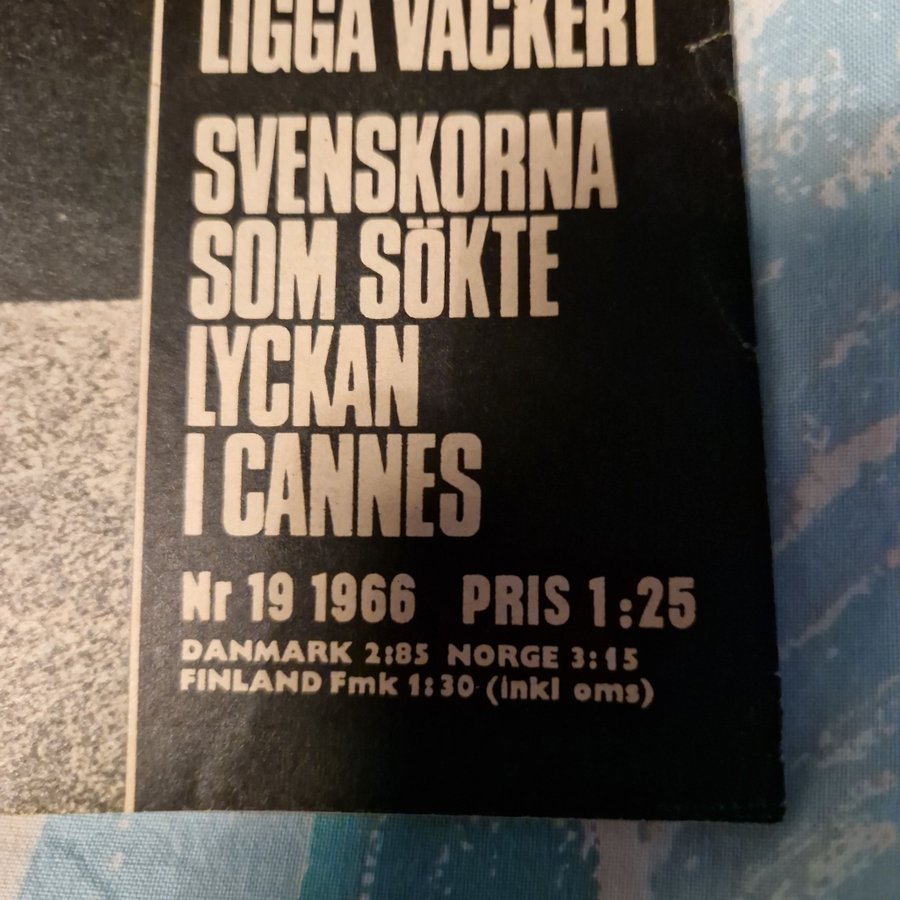 LIGGA VACKERT
SVENSKORNA
SOM SÖKTE
LYCKAN
I CANNES
Nr 19 1966 PRIS 1:25
DANMARK 2:85 NORGE 3:15
FINLAND Fmk 1:30 (inkl oms)